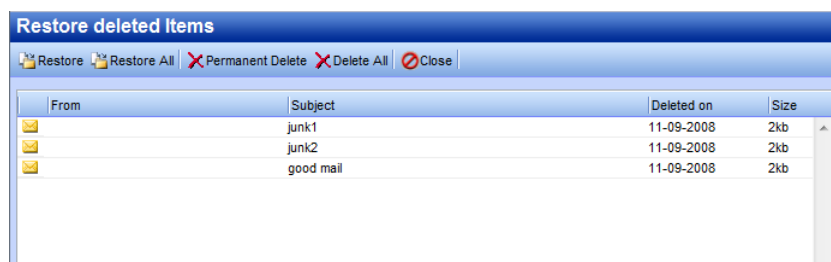 Restore deleted Items
Restore Restore All Permanent Delete Delete All Close
From Subject Deleted on Size
junk1 11-09-2008 2kb
junk2 11-09-2008 2kb
good mail 11-09-2008 2kb